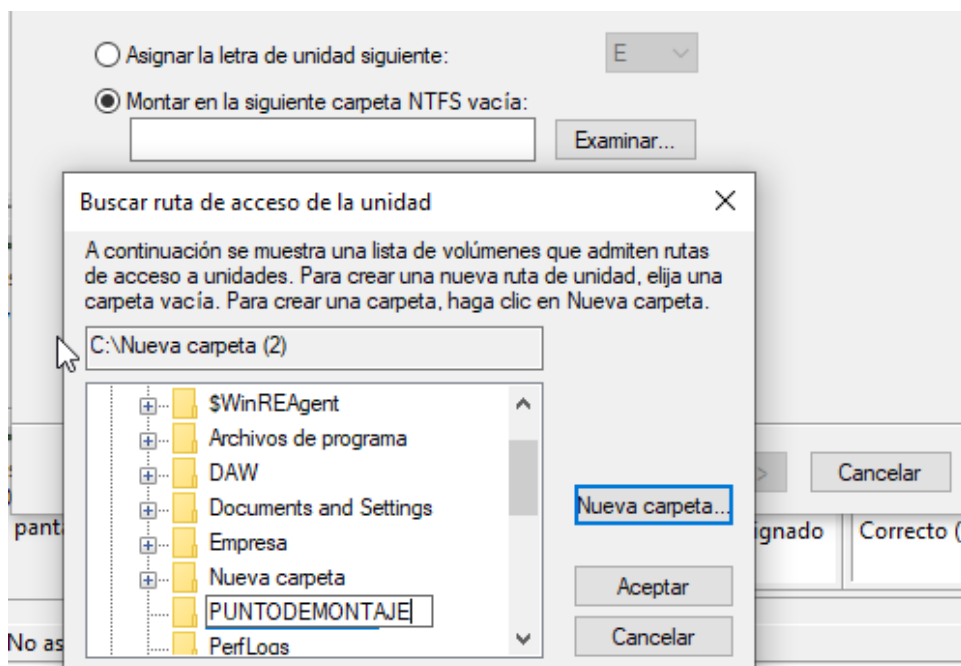 Asignar la letra de unidad siguiente: E
Montar en la siguiente carpeta NTFS vacía:
Examinar...
Buscar ruta de acceso de la unidad
A continuación se muestra una lista de volúmenes que admiten rutas
de acceso a unidades. Para crear una nueva ruta de unidad, elija una
carpeta vacía. Para crear una carpeta, haga clic en Nueva carpeta.
C:\Nueva carpeta (2)
$WinREAgent
Archivos de programa
DAW
Documents and Settings
Empresa
Nueva carpeta
PUNTODEMONTAJE
PerfLogs
Nueva carpeta...
Aceptar
Cancelar
> Cancelar
pant
ignado
Correcto (
No as